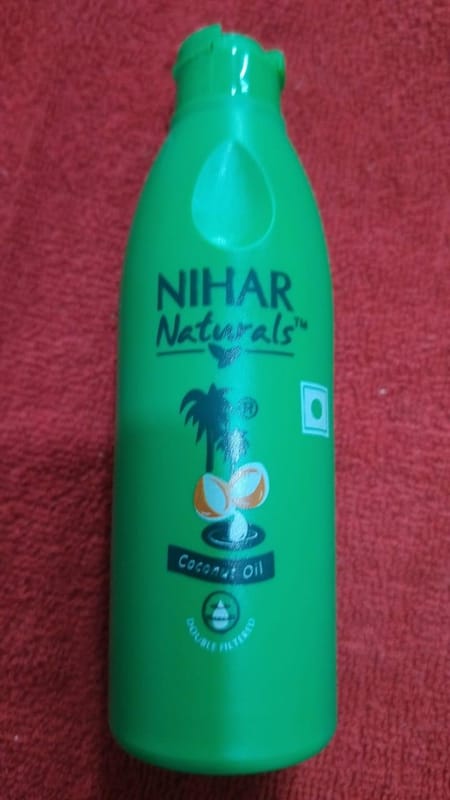 NIHAR
Naturals™
®
Coconut Oil
DOUBLE FILTERED